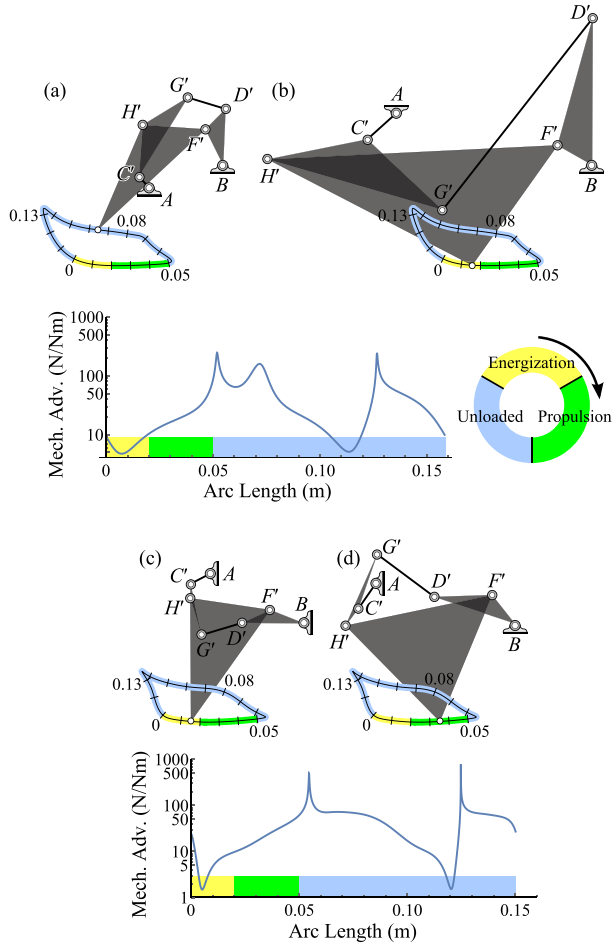 (a)
G′
D′
H′
F′
C′
A
B
0.13
0.08
0
0.05
(b)
D′
A
C′
F′
H′
B
G′
0.13
0.08
0
0.05
Mech. Adv. (N/Nm)
1000
500
100
50
10
0
0.05
0.10
0.15
Arc Length (m)
Energization
Unloaded
Propulsion
(c)
C′
A
H′
F′
B
G′
D′
0.13
0.08
0
0.05
(d)
G′
A
D′
F′
C′
H′
B
0.13
0.08
0
0.05
Mech. Adv. (N/Nm)
1000
500
100
50
10
5
1
0.00
0.05
0.10
0.15
Arc Length (m)